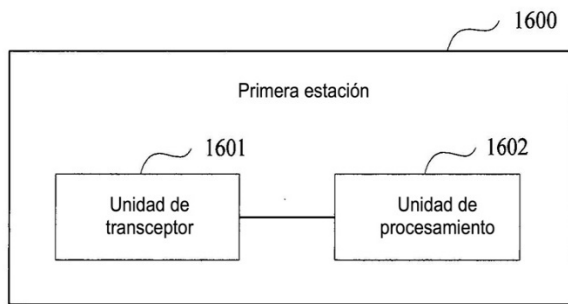 1600
Primera estación
1601
1602
Unidad de
transceptor
Unidad de
procesamiento